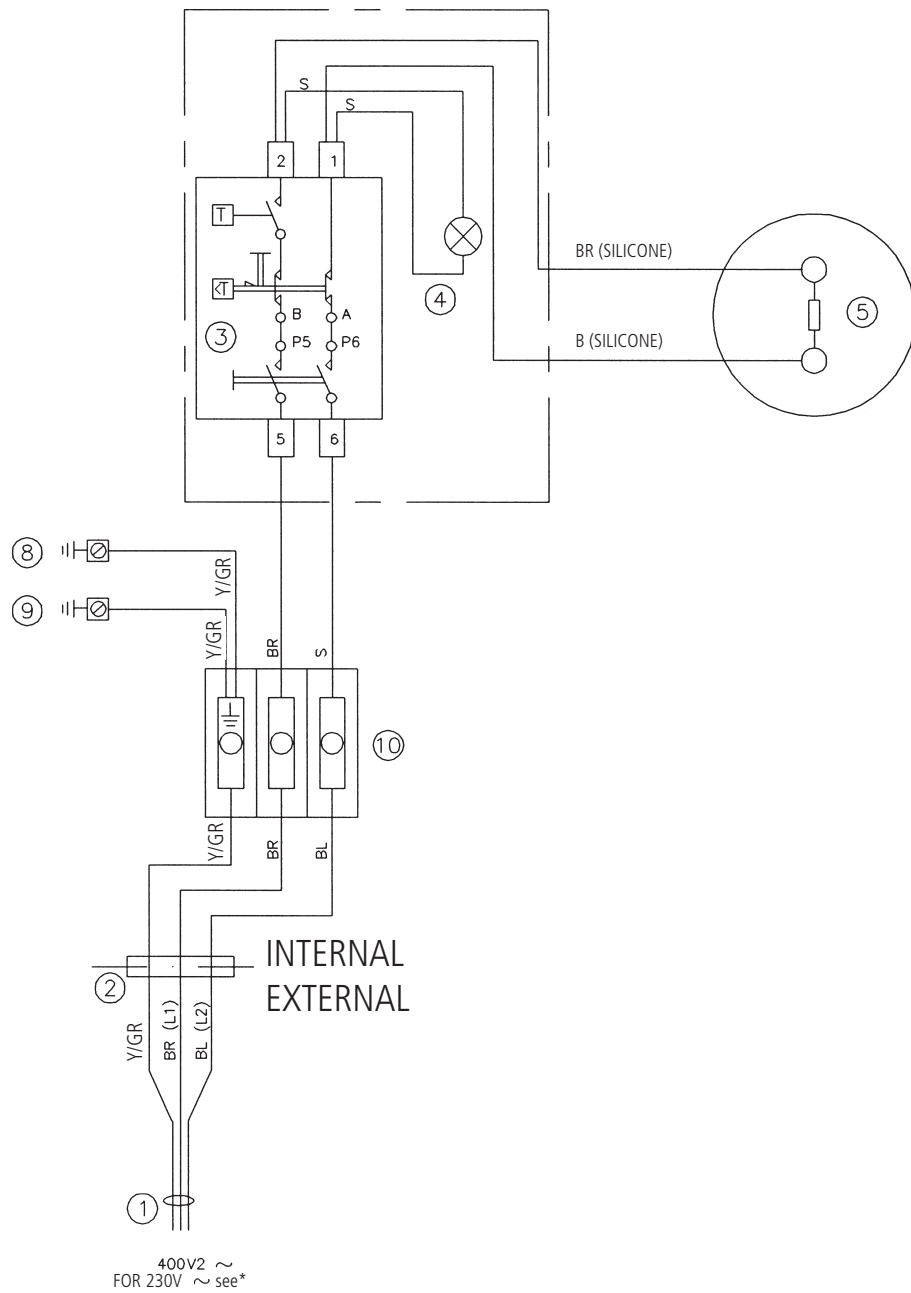 S
S
2
1
T
BR (SILICONE)
4
5
<T
3
B
A
P5
P6
B (SILICONE)
5
6
8
Y/GR
9
Y/GR
BR
S
10
Y/GR
BR
BL
INTERNAL
2
EXTERNAL
Y/GR
BR (L1)
BL (L2)
1
400V2 ~
FOR 230V ~ see*